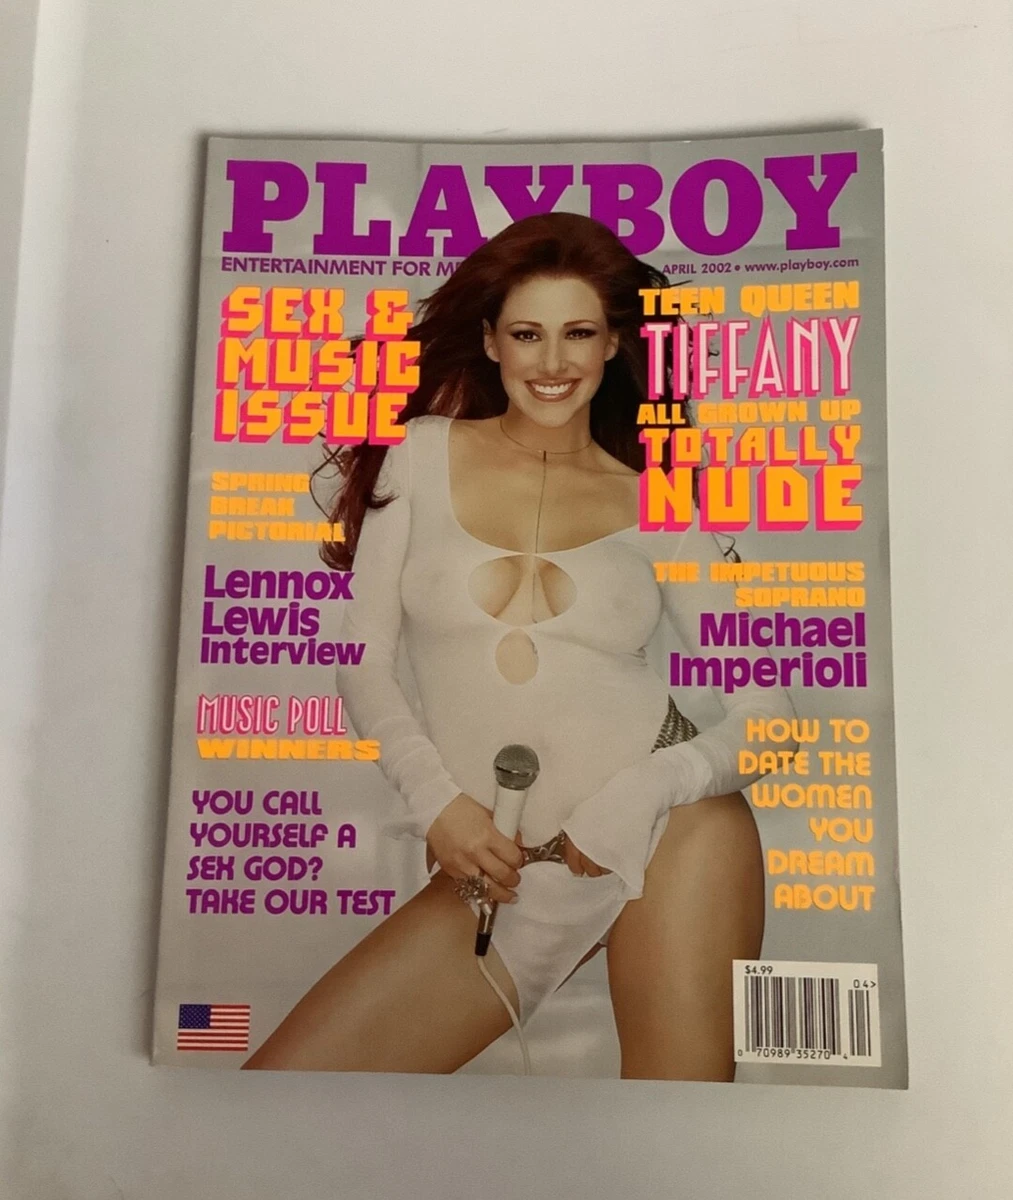 PLAYBOY
ENTERTAINMENT FOR M
APRIL 2002 • www.playboy.com
SEX &
MUSIC
ISSUE
SPRING
BREAK
PICTORIAL
Lennox
Lewis
Interview
MUSIC POLL
WINNERS
YOU CALL
YOURSELF A
SEX GOD?
TAKE OUR TEST
TEEN QUEEN
TIFFANY
ALL GROWN UP
TOTALLY
NUDE
THE IMPETUOUS
SOPRANO
Michael
Imperioli
HOW TO
DATE THE
WOMEN
YOU
DREAM
ABOUT
$4.99
04>
0 70989 35270 4